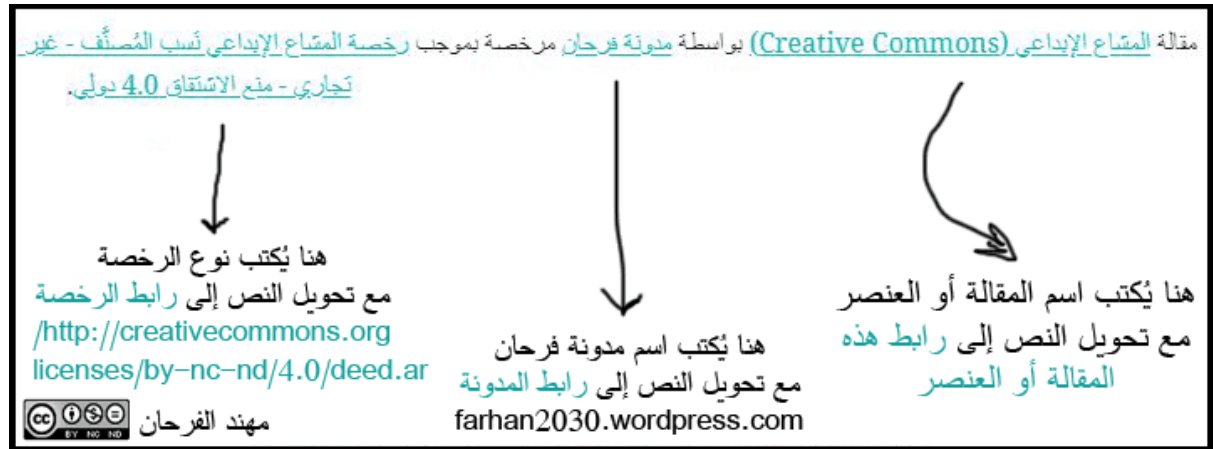 مقالة المشاع الإبداعي (Creative Commons) بواسطة مدونة فرحان مرخصة بموجب رخصة المشاع الإبداعي نَسب المُصنَّف - غير
تجاري - منع الاشتقاق 4.0 دولي.
هنا يُكتب اسم المقالة أو العنصر
مع تحويل النص إلى رابط هذه
المقالة أو العنصر
هنا يُكتب اسم مدونة فرحان
مع تحويل النص إلى رابط المدونة
farhan2030.wordpress.com
هنا يُكتب نوع الرخصة
مع تحويل النص إلى رابط الرخصة
/http://creativecommons.org
licenses/by-nc-nd/4.0/deed.ar
مهند الفرحان
cc
BY NC ND